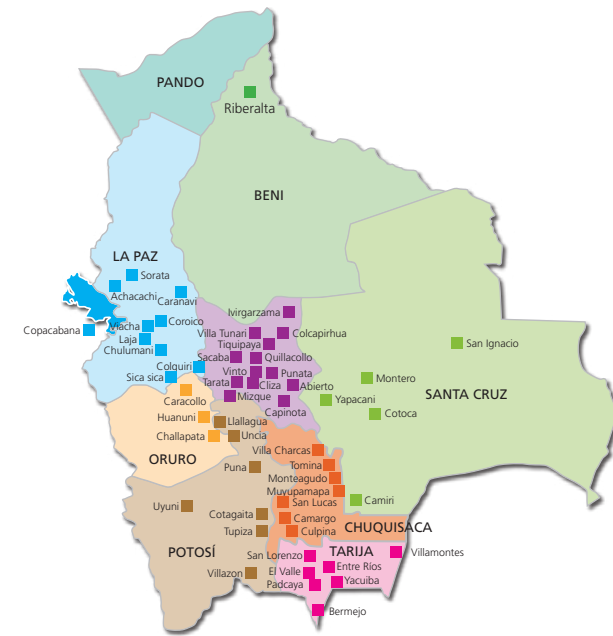 PANDO
Riberalta
BENI
LA PAZ
Sorata
Achacachi
Caranavi
Ivirgarzama
Copacabana
Viacha
Coroico
Villa Tunari
Colcapirhua
Laja
Tiquipaya
San Ignacio
Chulumani
Sacaba
Quillacollo
Colquiri
Vinto
Punata
Montero
Sica sica
Tarata
Cliza
Abierto
SANTA CRUZ
Caracollo
Mizque
Yapacani
Capinota
Cotoca
Huanuni
Llallagua
Challapata
Uncia
Villa Charcas
ORURO
Tomina
Puna
Monteagudo
Muyupampa
Uyuni
San Lucas
Camiri
Cotagaita
Camargo
CHUQUISACA
Tupiza
Culpina
POTOSÍ
San Lorenzo
TARIJA
Villamontes
Villazon
El Valle
Entre Ríos
Padcaya
Yacuiba
Bermejo